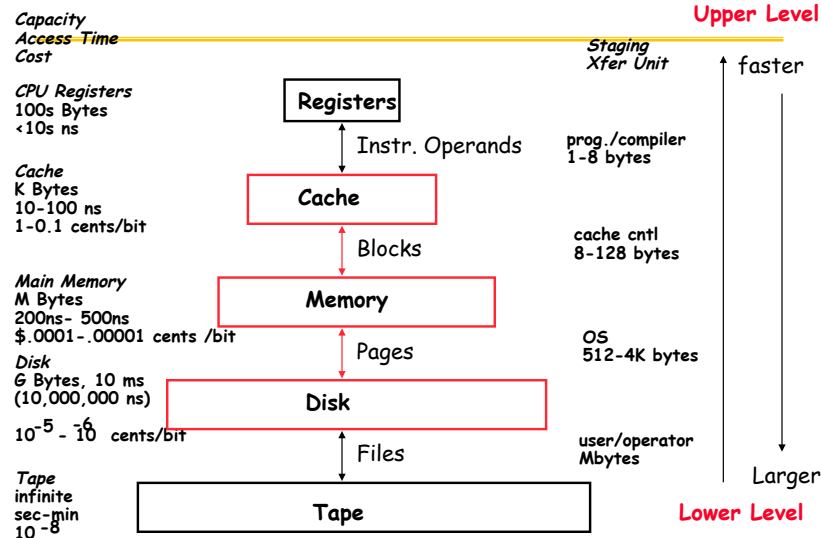 Capacity
Access Time
Cost
Upper Level
Staging
Xfer Unit
faster
CPU Registers
100s Bytes
<10s ns
Registers
Instr. Operands
prog./compiler
1-8 bytes
Cache
K Bytes
10-100 ns
1-0.1 cents/bit
Cache
Blocks
cache cntl
8-128 bytes
Main Memory
M Bytes
200ns- 500ns
$.0001-.00001 cents /bit
Memory
Pages
OS
512-4K bytes
Disk
G Bytes, 10 ms
(10,000,000 ns)
10^-5 - 10^-6 cents/bit
Disk
Files
user/operator
Mbytes
Larger
Tape
infinite
sec-min
10^-8
Tape
Lower Level